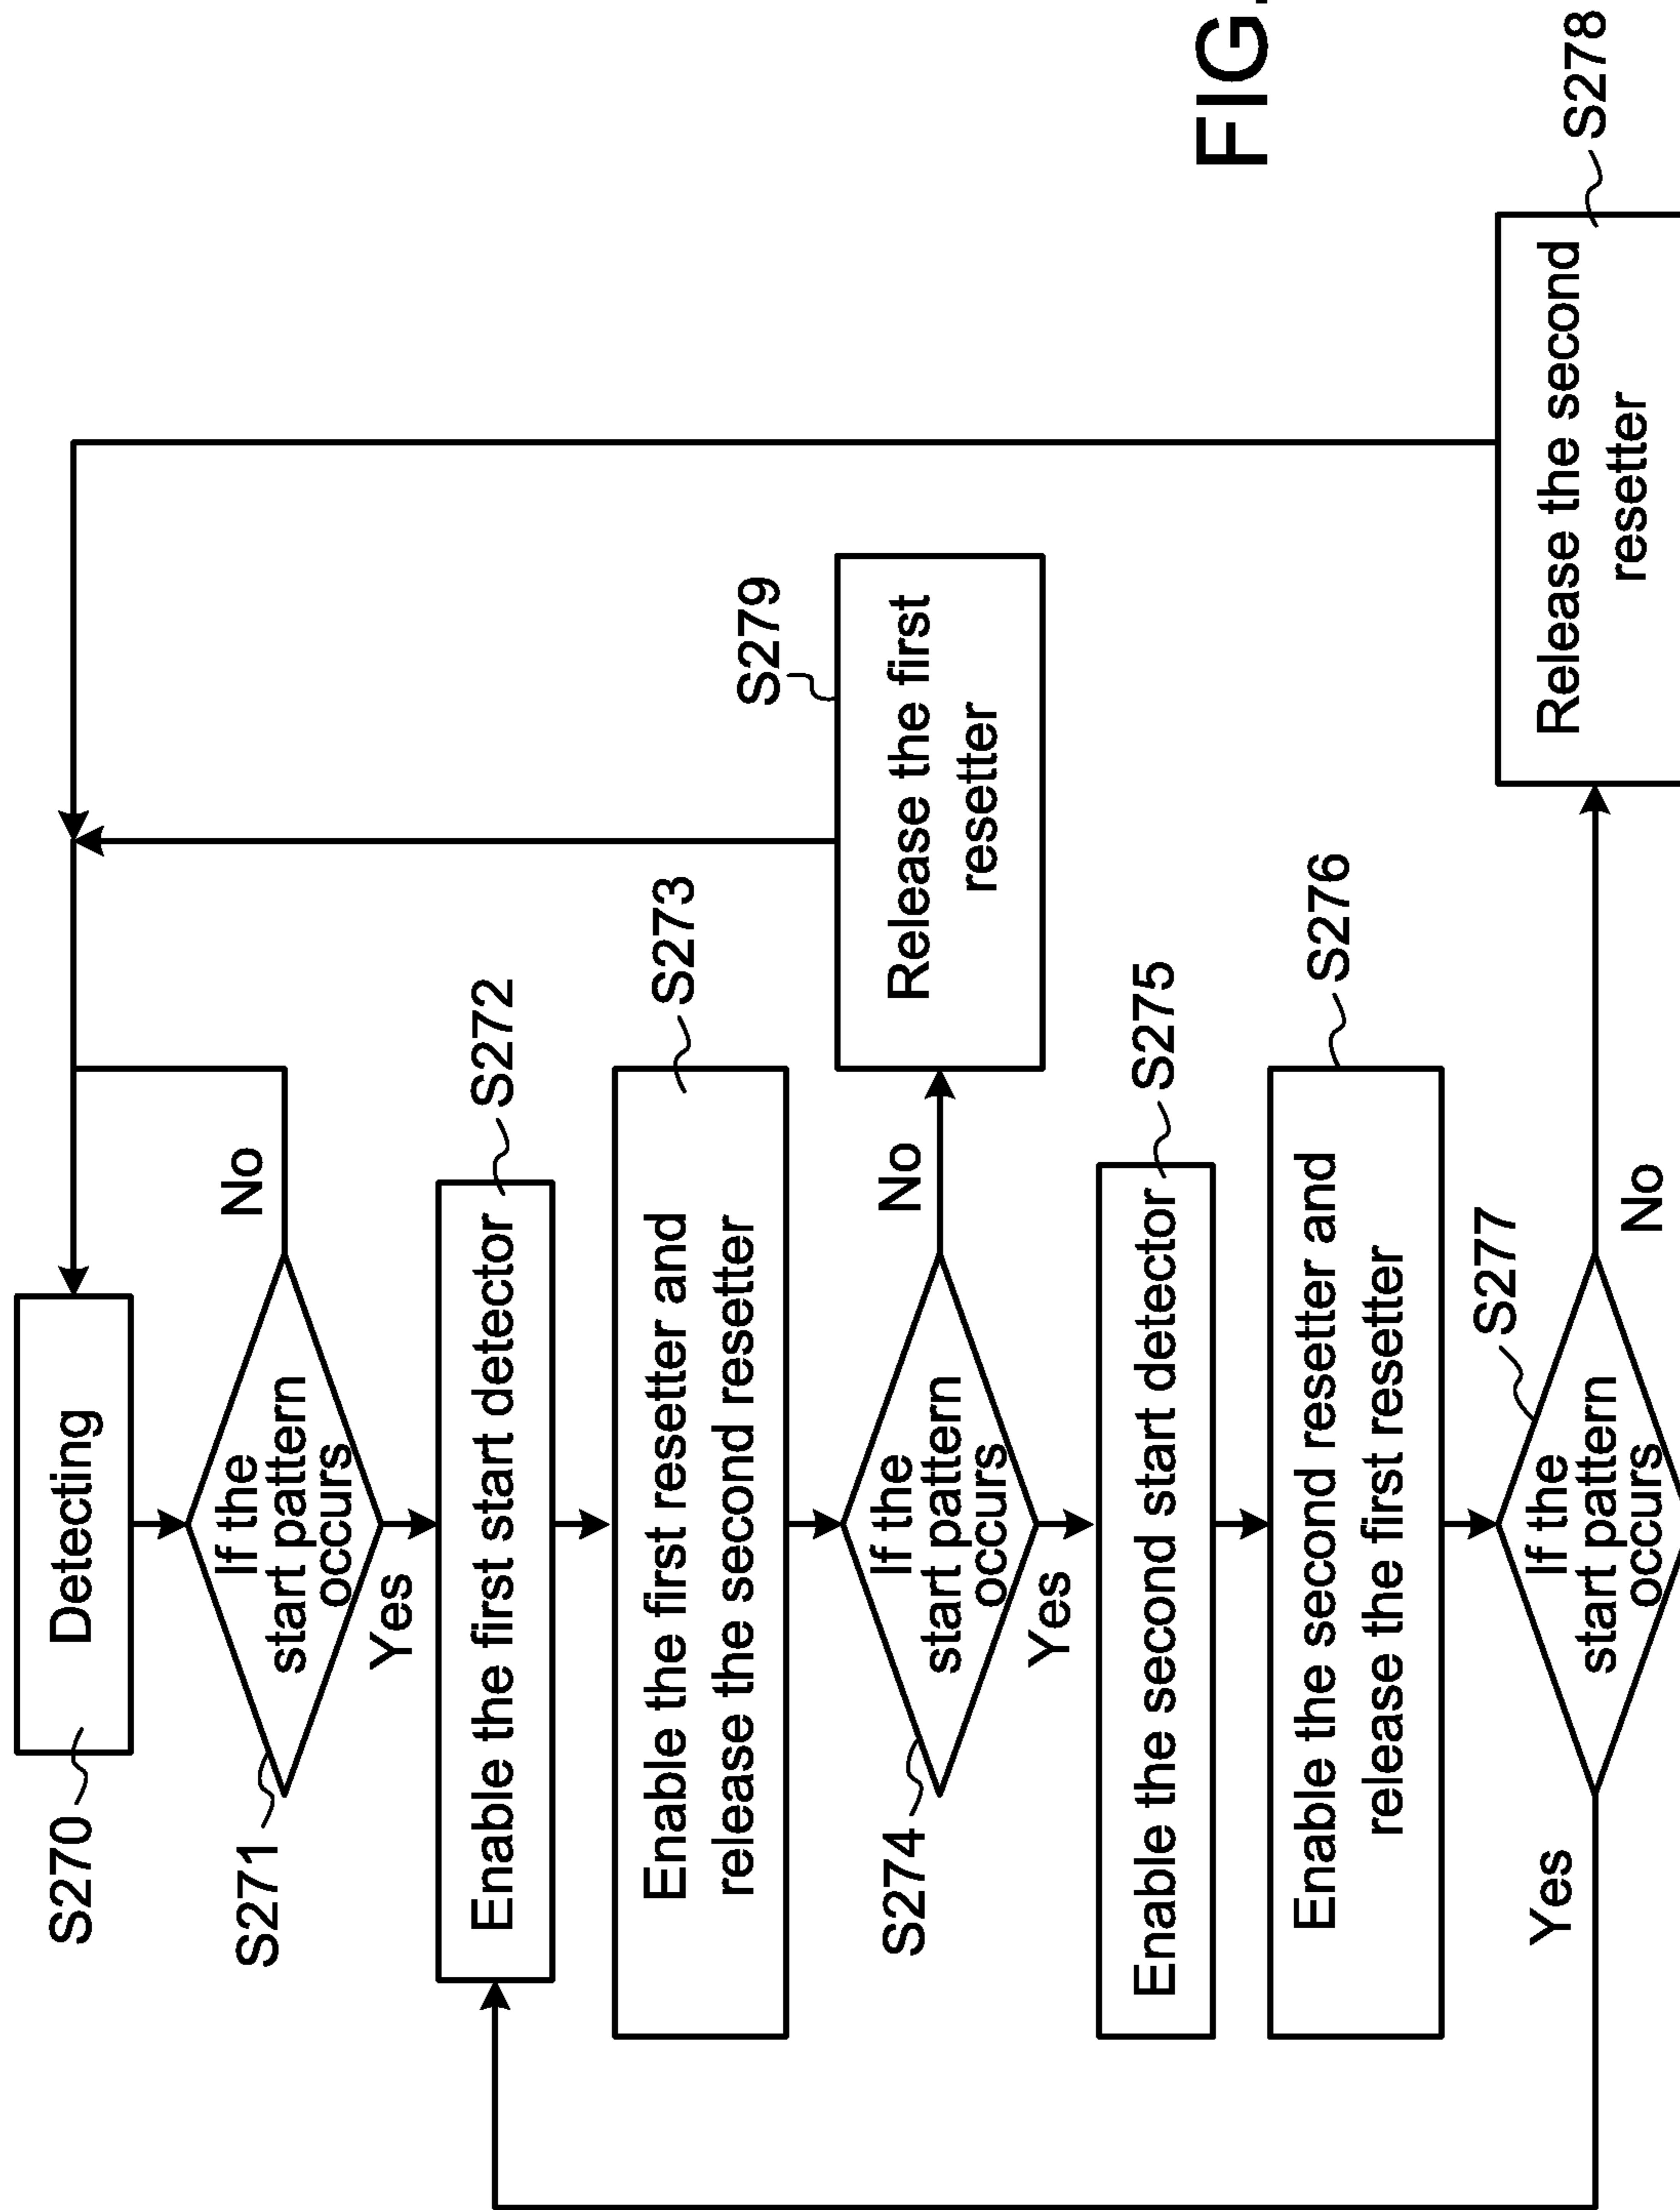 S270
Detecting
S271
If the
start pattern
occurs
No
Yes
Enable the first start detector
S272
Enable the first resetter and
release the second resetter
S273
S274
If the
start pattern
occurs
No
Yes
Release the first
resetter
S279
Enable the second start detector
S275
Enable the second resetter and
release the first resetter
S276
If the
start pattern
occurs
S277
Yes
No
Release the second
resetter
S278
FIG.